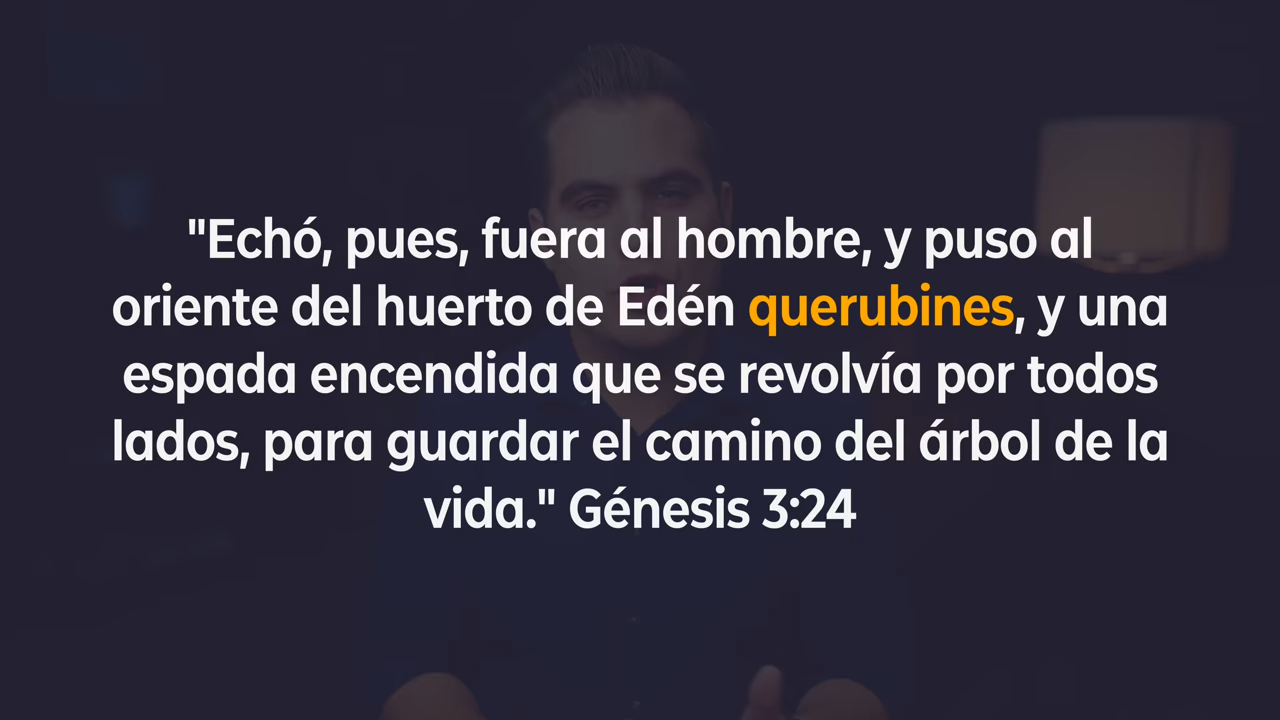 "Echó, pues, fuera al hombre, y puso al
oriente del huerto de Edén querubines, y una
espada encendida que se revolvía por todos
lados, para guardar el camino del árbol de la
vida." Génesis 3:24